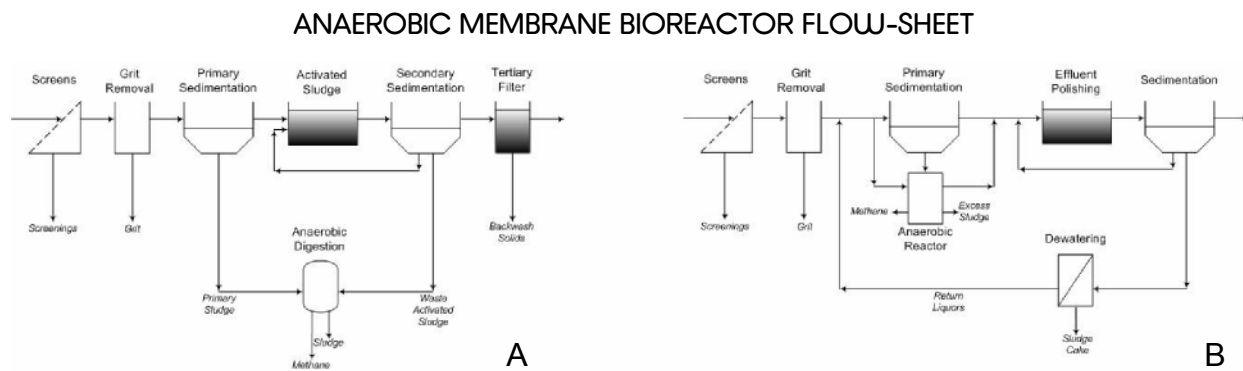 ANAEROBIC MEMBRANE BIOREACTOR FLOW-SHEET
Screens
Grit
Removal
Primary
Sedimentation
Activated
Sludge
Secondary
Sedimentation
Tertiary
Filter
Screenings
Grit
Backwash
Solids
Anaerobic
Digestion
Primary
Sludge
Waste
Activated
Sludge
Sludge
Methane
A
Screens
Grit
Removal
Primary
Sedimentation
Effluent
Polishing
Sedimentation
Screenings
Grit
Methane
Excess
Sludge
Anaerobic
Reactor
Dewatering
Return
Liquors
Sludge
Cake
B